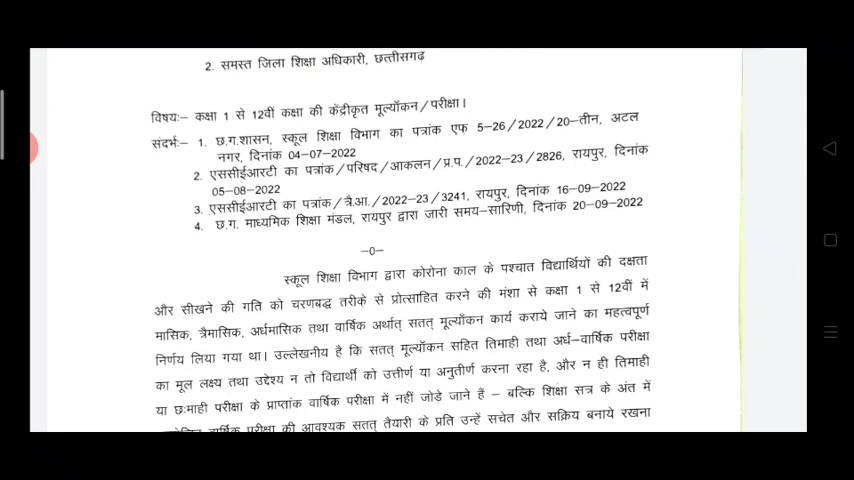 2. समस्त जिला शिक्षा अधिकारी, छत्तीसगढ़
विषयः– कक्षा 1 से 12वीं कक्षा की केंद्रीकृत मूल्याँकन/परीक्षा।
संदर्भः– 1. छ.ग.शासन, स्कूल शिक्षा विभाग का पत्रांक एफ 5–26/2022/20–तीन, अटल
नगर, दिनांक 04–07–2022
2. एससीईआरटी का पत्रांक/परिषद/आकलन/प्र.प./2022–23/2826, रायपुर, दिनांक
05–08–2022
3. एससीईआरटी का पत्रांक/त्रै.आ./2022–23/3241, रायपुर, दिनांक 16–09–2022
4. छ.ग. माध्यमिक शिक्षा मंडल, रायपुर द्वारा जारी समय–सारिणी, दिनांक 20–09–2022
–0–
स्कूल शिक्षा विभाग द्वारा कोरोना काल के पश्चात विद्यार्थियों की दक्षता
और सीखने की गति को चरणबद्ध तरीक़े से प्रोत्साहित करने की मंशा से कक्षा 1 से 12वीं में
मासिक, त्रैमासिक, अर्धमासिक तथा वार्षिक अर्थात् सतत् मूल्याँकन कार्य कराये जाने का महत्वपूर्ण
निर्णय लिया गया था। उल्लेखनीय है कि सतत् मूल्याँकन सहित तिमाही तथा अर्ध–वार्षिक परीक्षा
का मूल लक्ष्य तथा उद्देश्य न तो विद्यार्थी को उत्तीर्ण या अनुतीर्ण करना रहा है, और न ही तिमाही
या छःमाही परीक्षा के प्राप्तांक वार्षिक परीक्षा में नहीं जोडे जाने हैं – बल्कि शिक्षा सत्र के अंत में
वार्षिक परीक्षा की आवश्यक सतत् तैयारी के प्रति उन्हें सचेत और सक्रिय बनाये रखना